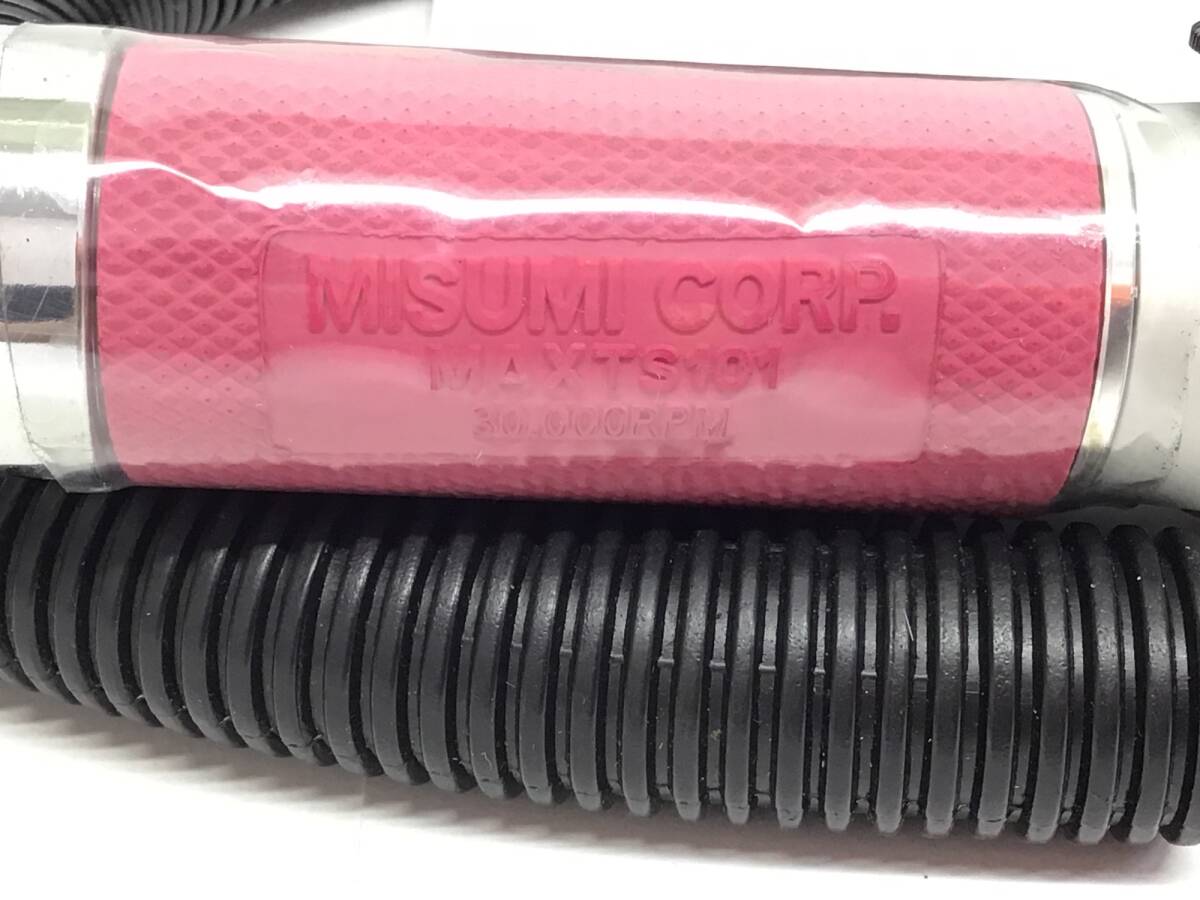 MISUMI CORP.
MAXTS101
30.000RPM